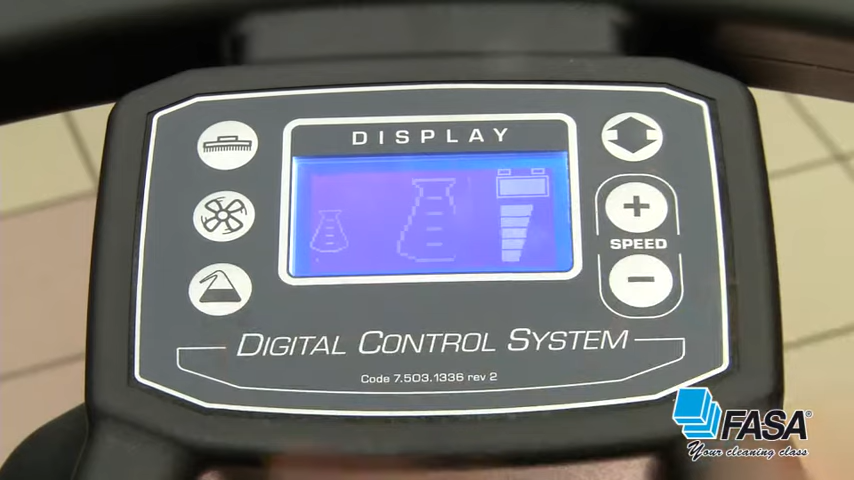 DISPLAY
+
SPEED
−
DIGITAL CONTROL SYSTEM
Code 7.503.1336 rev 2
FASA®
Your cleaning class